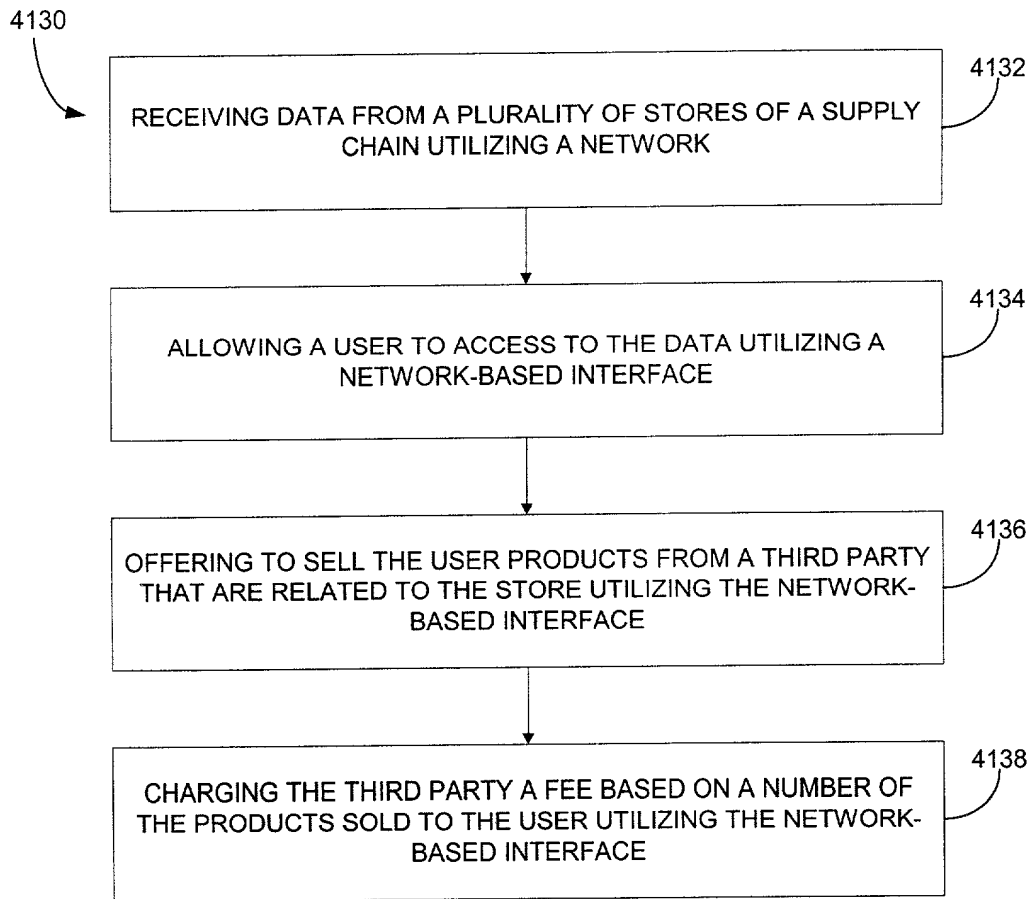 4130
4132
RECEIVING DATA FROM A PLURALITY OF STORES OF A SUPPLY
CHAIN UTILIZING A NETWORK
4134
ALLOWING A USER TO ACCESS TO THE DATA UTILIZING A
NETWORK-BASED INTERFACE
4136
OFFERING TO SELL THE USER PRODUCTS FROM A THIRD PARTY
THAT ARE RELATED TO THE STORE UTILIZING THE NETWORK-
BASED INTERFACE
4138
CHARGING THE THIRD PARTY A FEE BASED ON A NUMBER OF
THE PRODUCTS SOLD TO THE USER UTILIZING THE NETWORK-
BASED INTERFACE